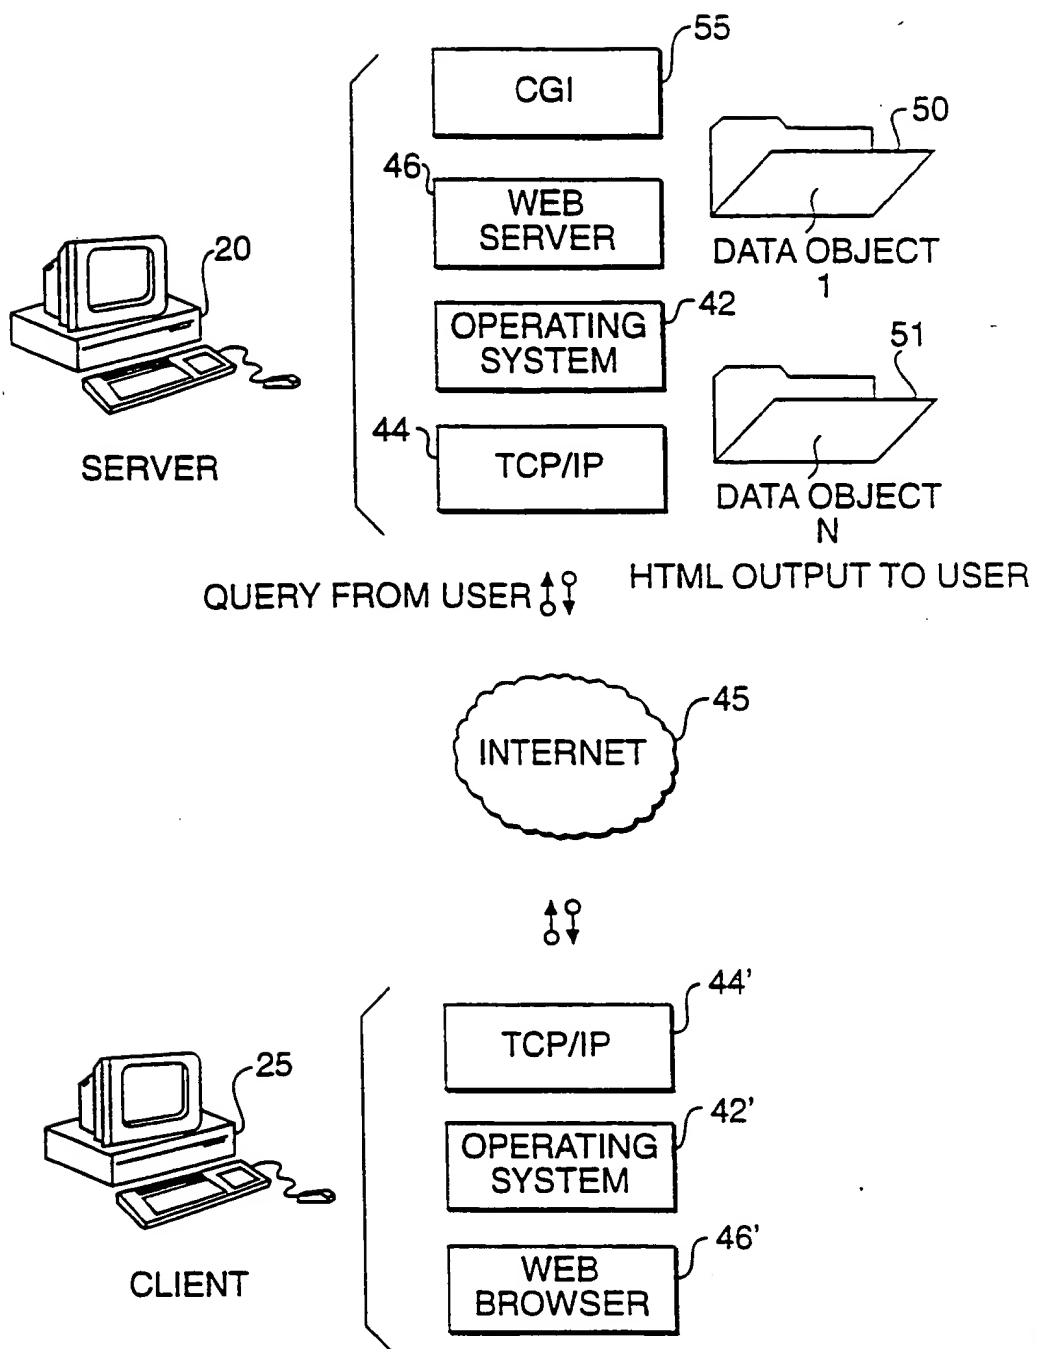 55
CGI
50
46
WEB
SERVER
DATA OBJECT
1
20
42
OPERATING
SYSTEM
51
44
TCP/IP
SERVER
DATA OBJECT
N
QUERY FROM USER
HTML OUTPUT TO USER
45
INTERNET
44'
TCP/IP
25
42'
OPERATING
SYSTEM
46'
WEB
BROWSER
CLIENT